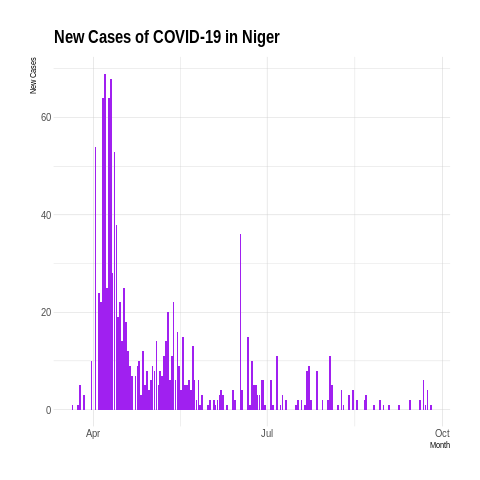 New Cases of COVID-19 in Niger
New Cases
60
40
20
0
Apr
Jul
Oct
Month